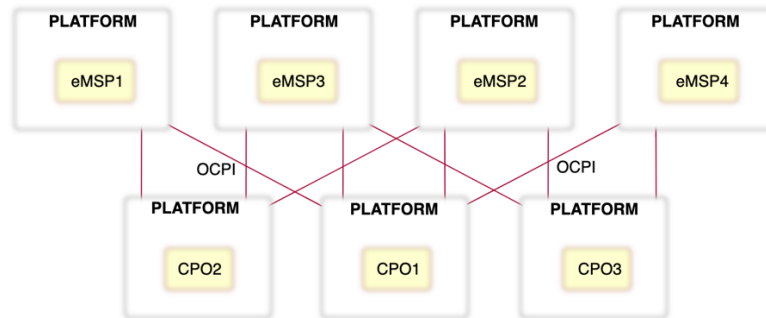 PLATFORM PLATFORM PLATFORM PLATFORM
eMSP1 eMSP3 eMSP2 eMSP4
OCPI OCPI
PLATFORM PLATFORM PLATFORM
CPO2 CPO1 CPO3